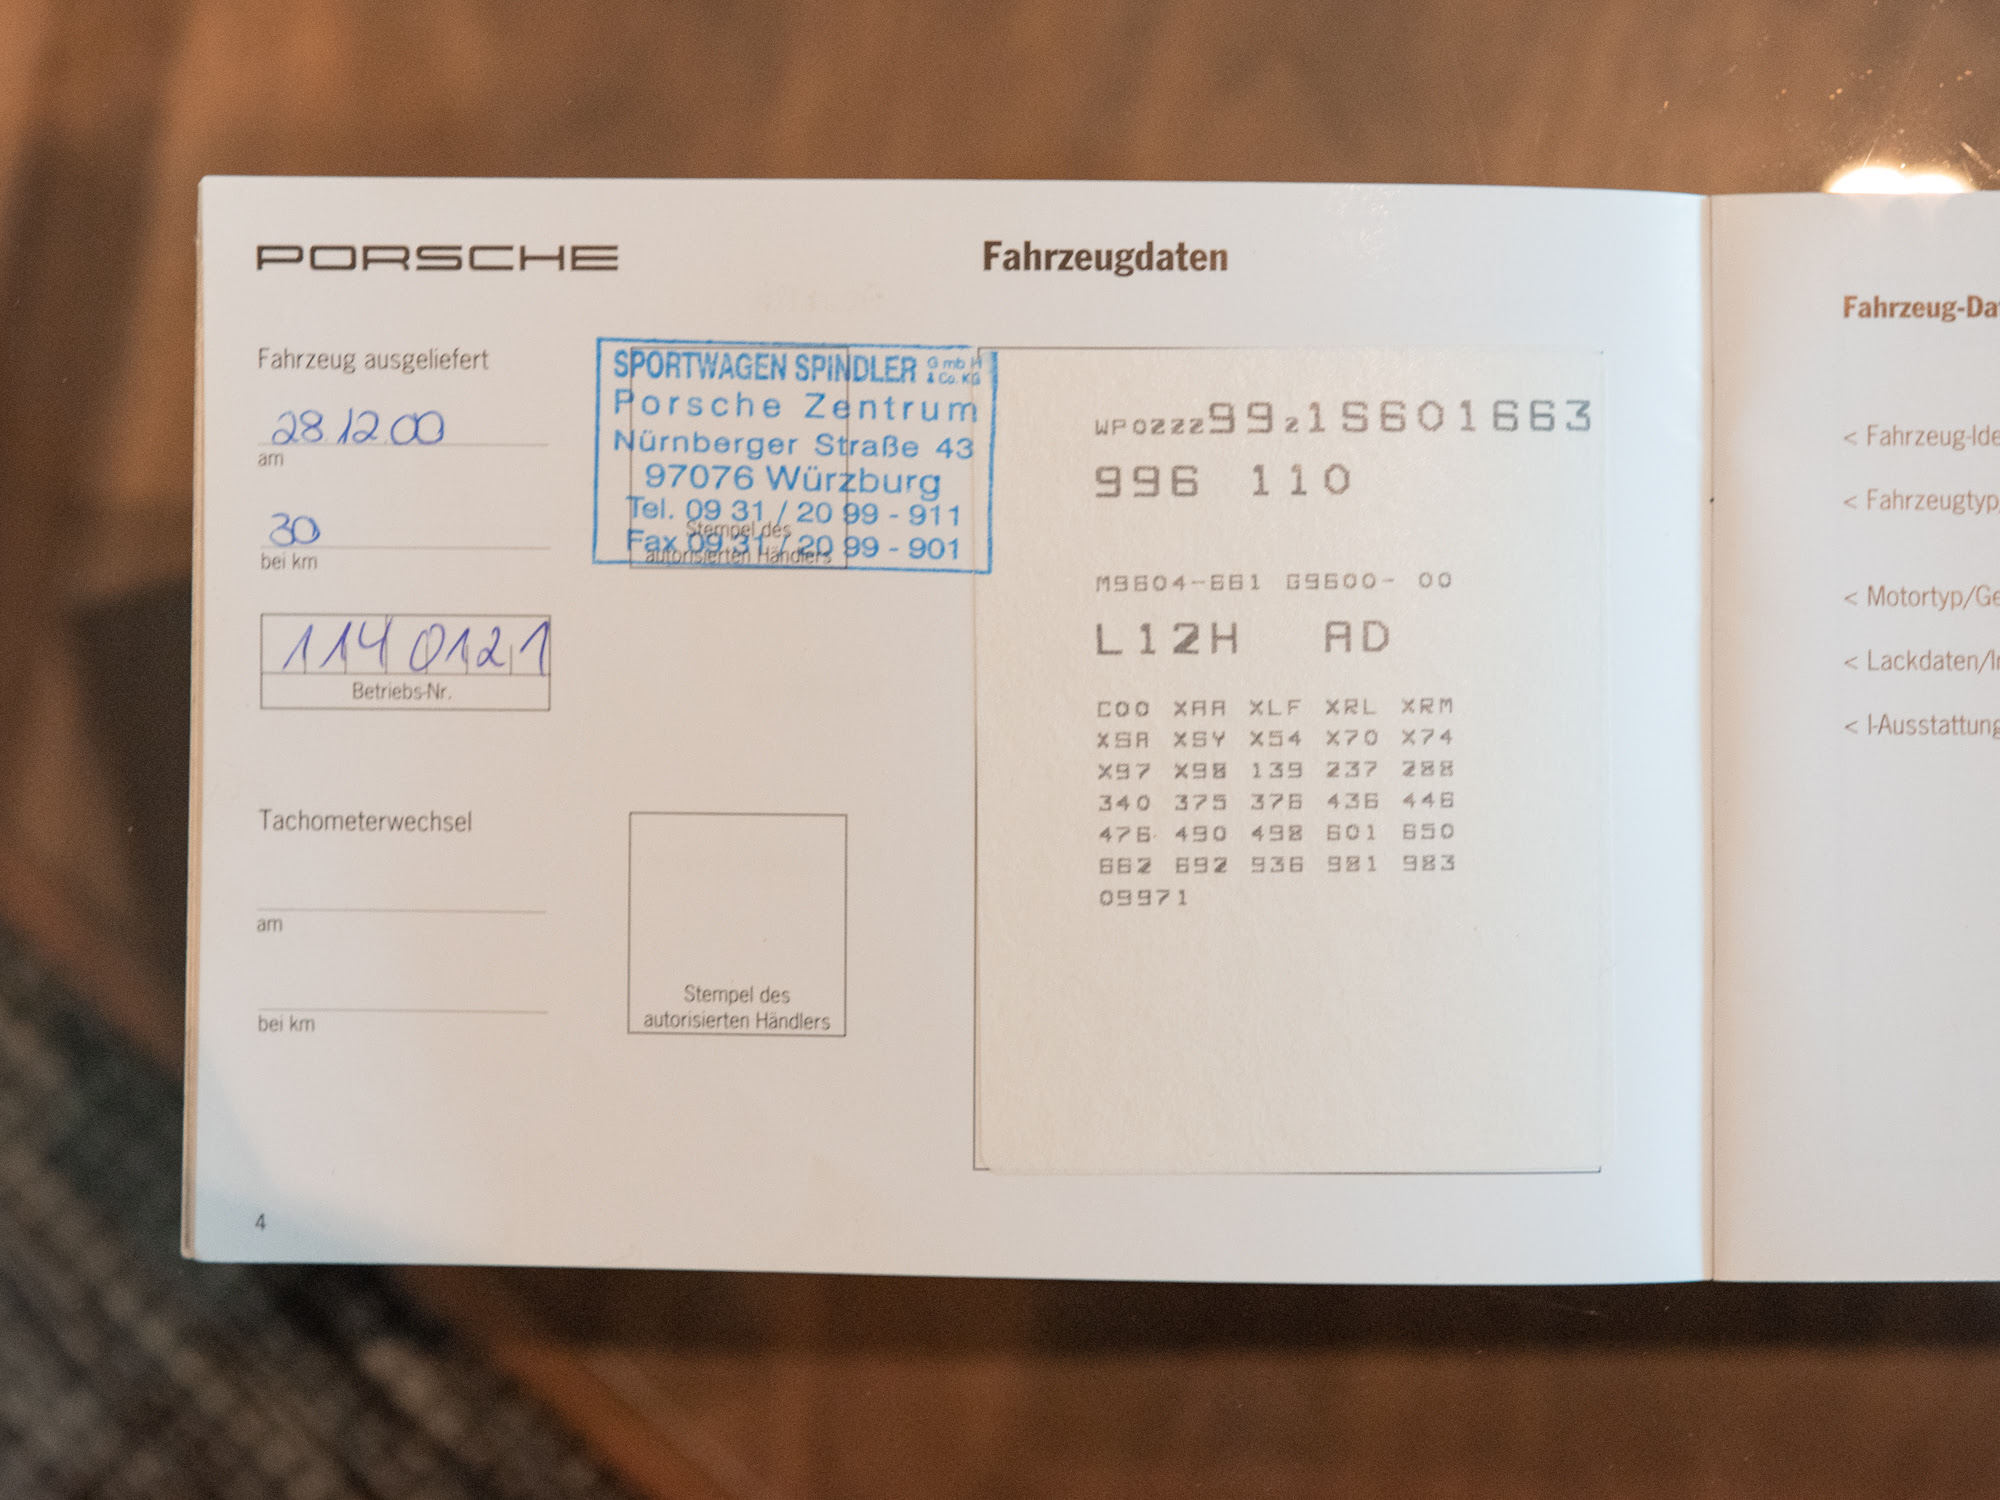 PORSCHE
Fahrzeugdaten
Fahrzeug ausgeliefert
28.12.00
am
30
bei km
1140121
Betriebs-Nr.
SPORTWAGEN SPINDLER GmbH & Co. KG
Porsche Zentrum
Nürnberger Straße 43
97076 Würzburg
Tel. 09 31 / 20 99 - 911
Fax 09 31 / 20 99 - 901
Stempel des
autorisierten Händlers
Tachometerwechsel
am
bei km
Stempel des
autorisierten Händlers
WP0ZZZ99Z1S601663
996 110
M9604-661 G9600- 00
L12H AD
C00 XAA XLF XRL XRM
XSA XSY X54 X70 X74
X97 X98 139 237 288
340 375 376 436 446
476 490 498 601 650
662 692 936 981 983
09971
4
Fahrzeug-Da
< Fahrzeug-Ide
< Fahrzeugtyp/
< Motortyp/Ge
< Lackdaten/I
< I-Ausstattung